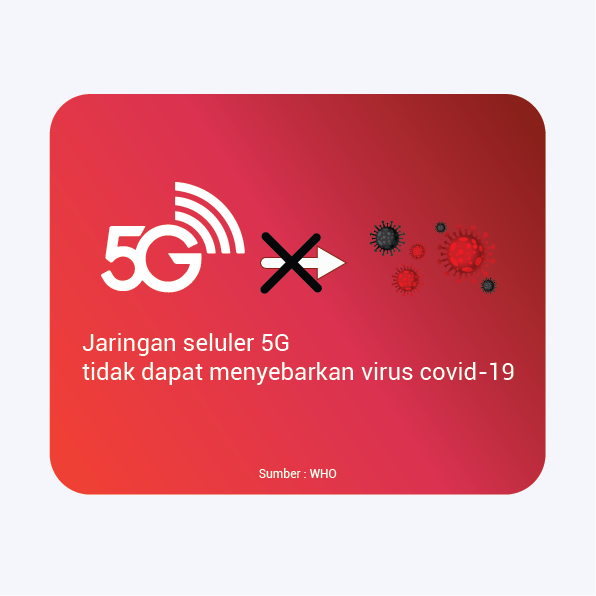 5G
Jaringan seluler 5G
tidak dapat menyebarkan virus covid-19
Sumber : WHO